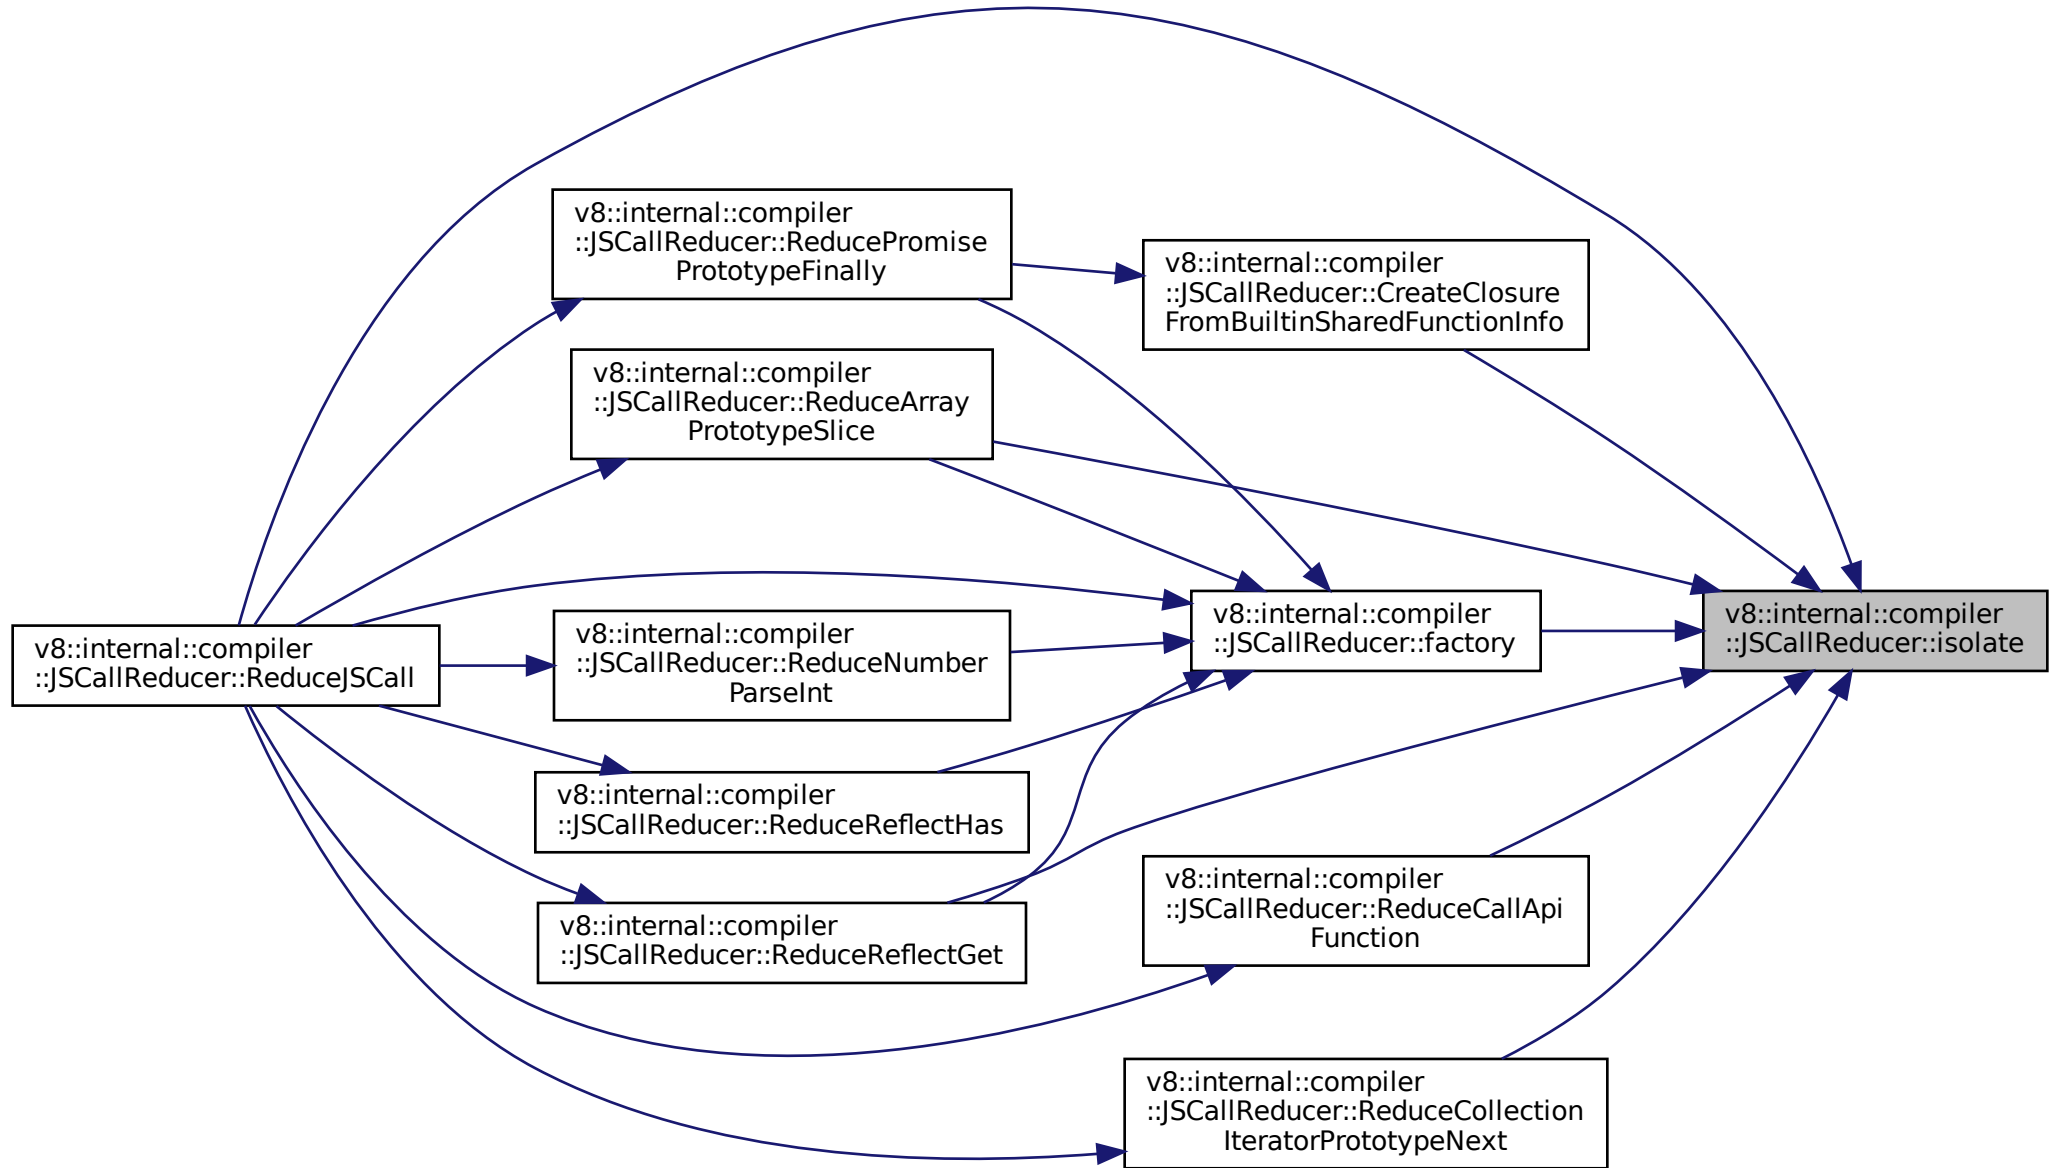 v8::internal::compiler
::JSCallReducer::ReducePromise
PrototypeFinally
v8::internal::compiler
::JSCallReducer::CreateClosure
FromBuiltinSharedFunctionInfo
v8::internal::compiler
::JSCallReducer::ReduceArray
PrototypeSlice
v8::internal::compiler
::JSCallReducer::ReduceJSCall
v8::internal::compiler
::JSCallReducer::ReduceNumber
ParseInt
v8::internal::compiler
::JSCallReducer::factory
v8::internal::compiler
::JSCallReducer::isolate
v8::internal::compiler
::JSCallReducer::ReduceReflectHas
v8::internal::compiler
::JSCallReducer::ReduceReflectGet
v8::internal::compiler
::JSCallReducer::ReduceCallApi
Function
v8::internal::compiler
::JSCallReducer::ReduceCollection
IteratorPrototypeNext